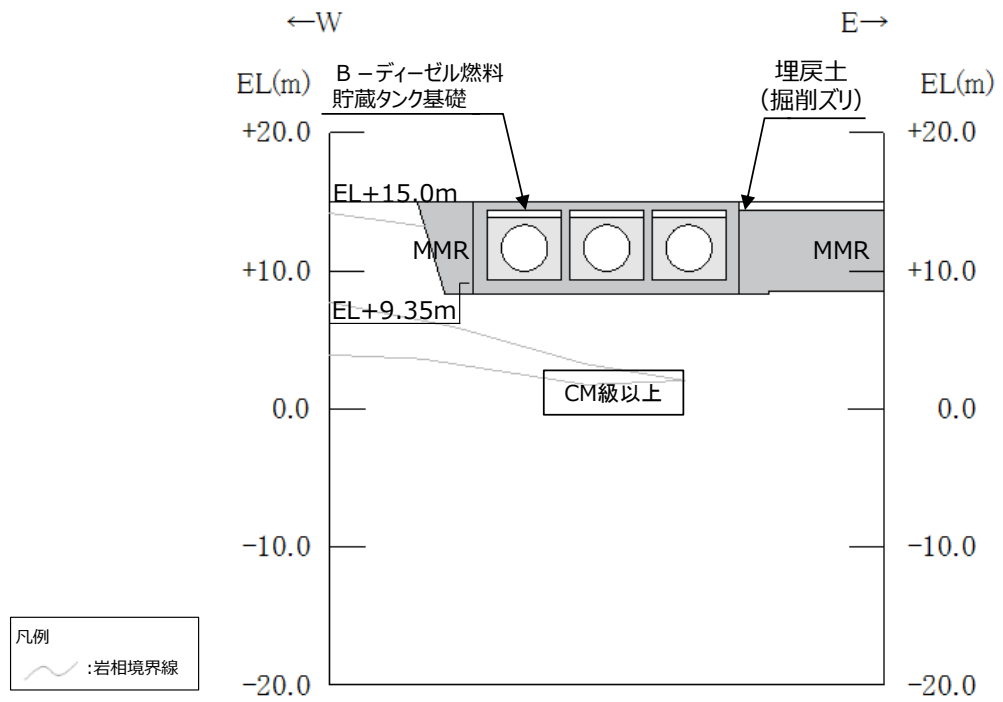 ←W
E→
EL(m)
B－ディーゼル燃料
貯蔵タンク基礎
埋戻土
(掘削ズリ)
EL(m)
+20.0
+20.0
EL+15.0m
MMR
MMR
+10.0
+10.0
EL+9.35m
CM級以上
0.0
0.0
−10.0
−10.0
凡例
:岩相境界線
−20.0
−20.0